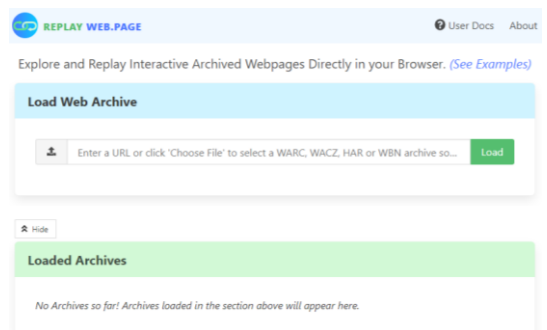 REPLAY WEB.PAGE User Docs About
Explore and Replay Interactive Archived Webpages Directly in your Browser. (See Examples)
Load Web Archive
Enter a URL or click 'Choose File' to select a WARC, WACZ, HAR or WBN archive so... Load
Hide
Loaded Archives
No Archives so far! Archives loaded in the section above will appear here.